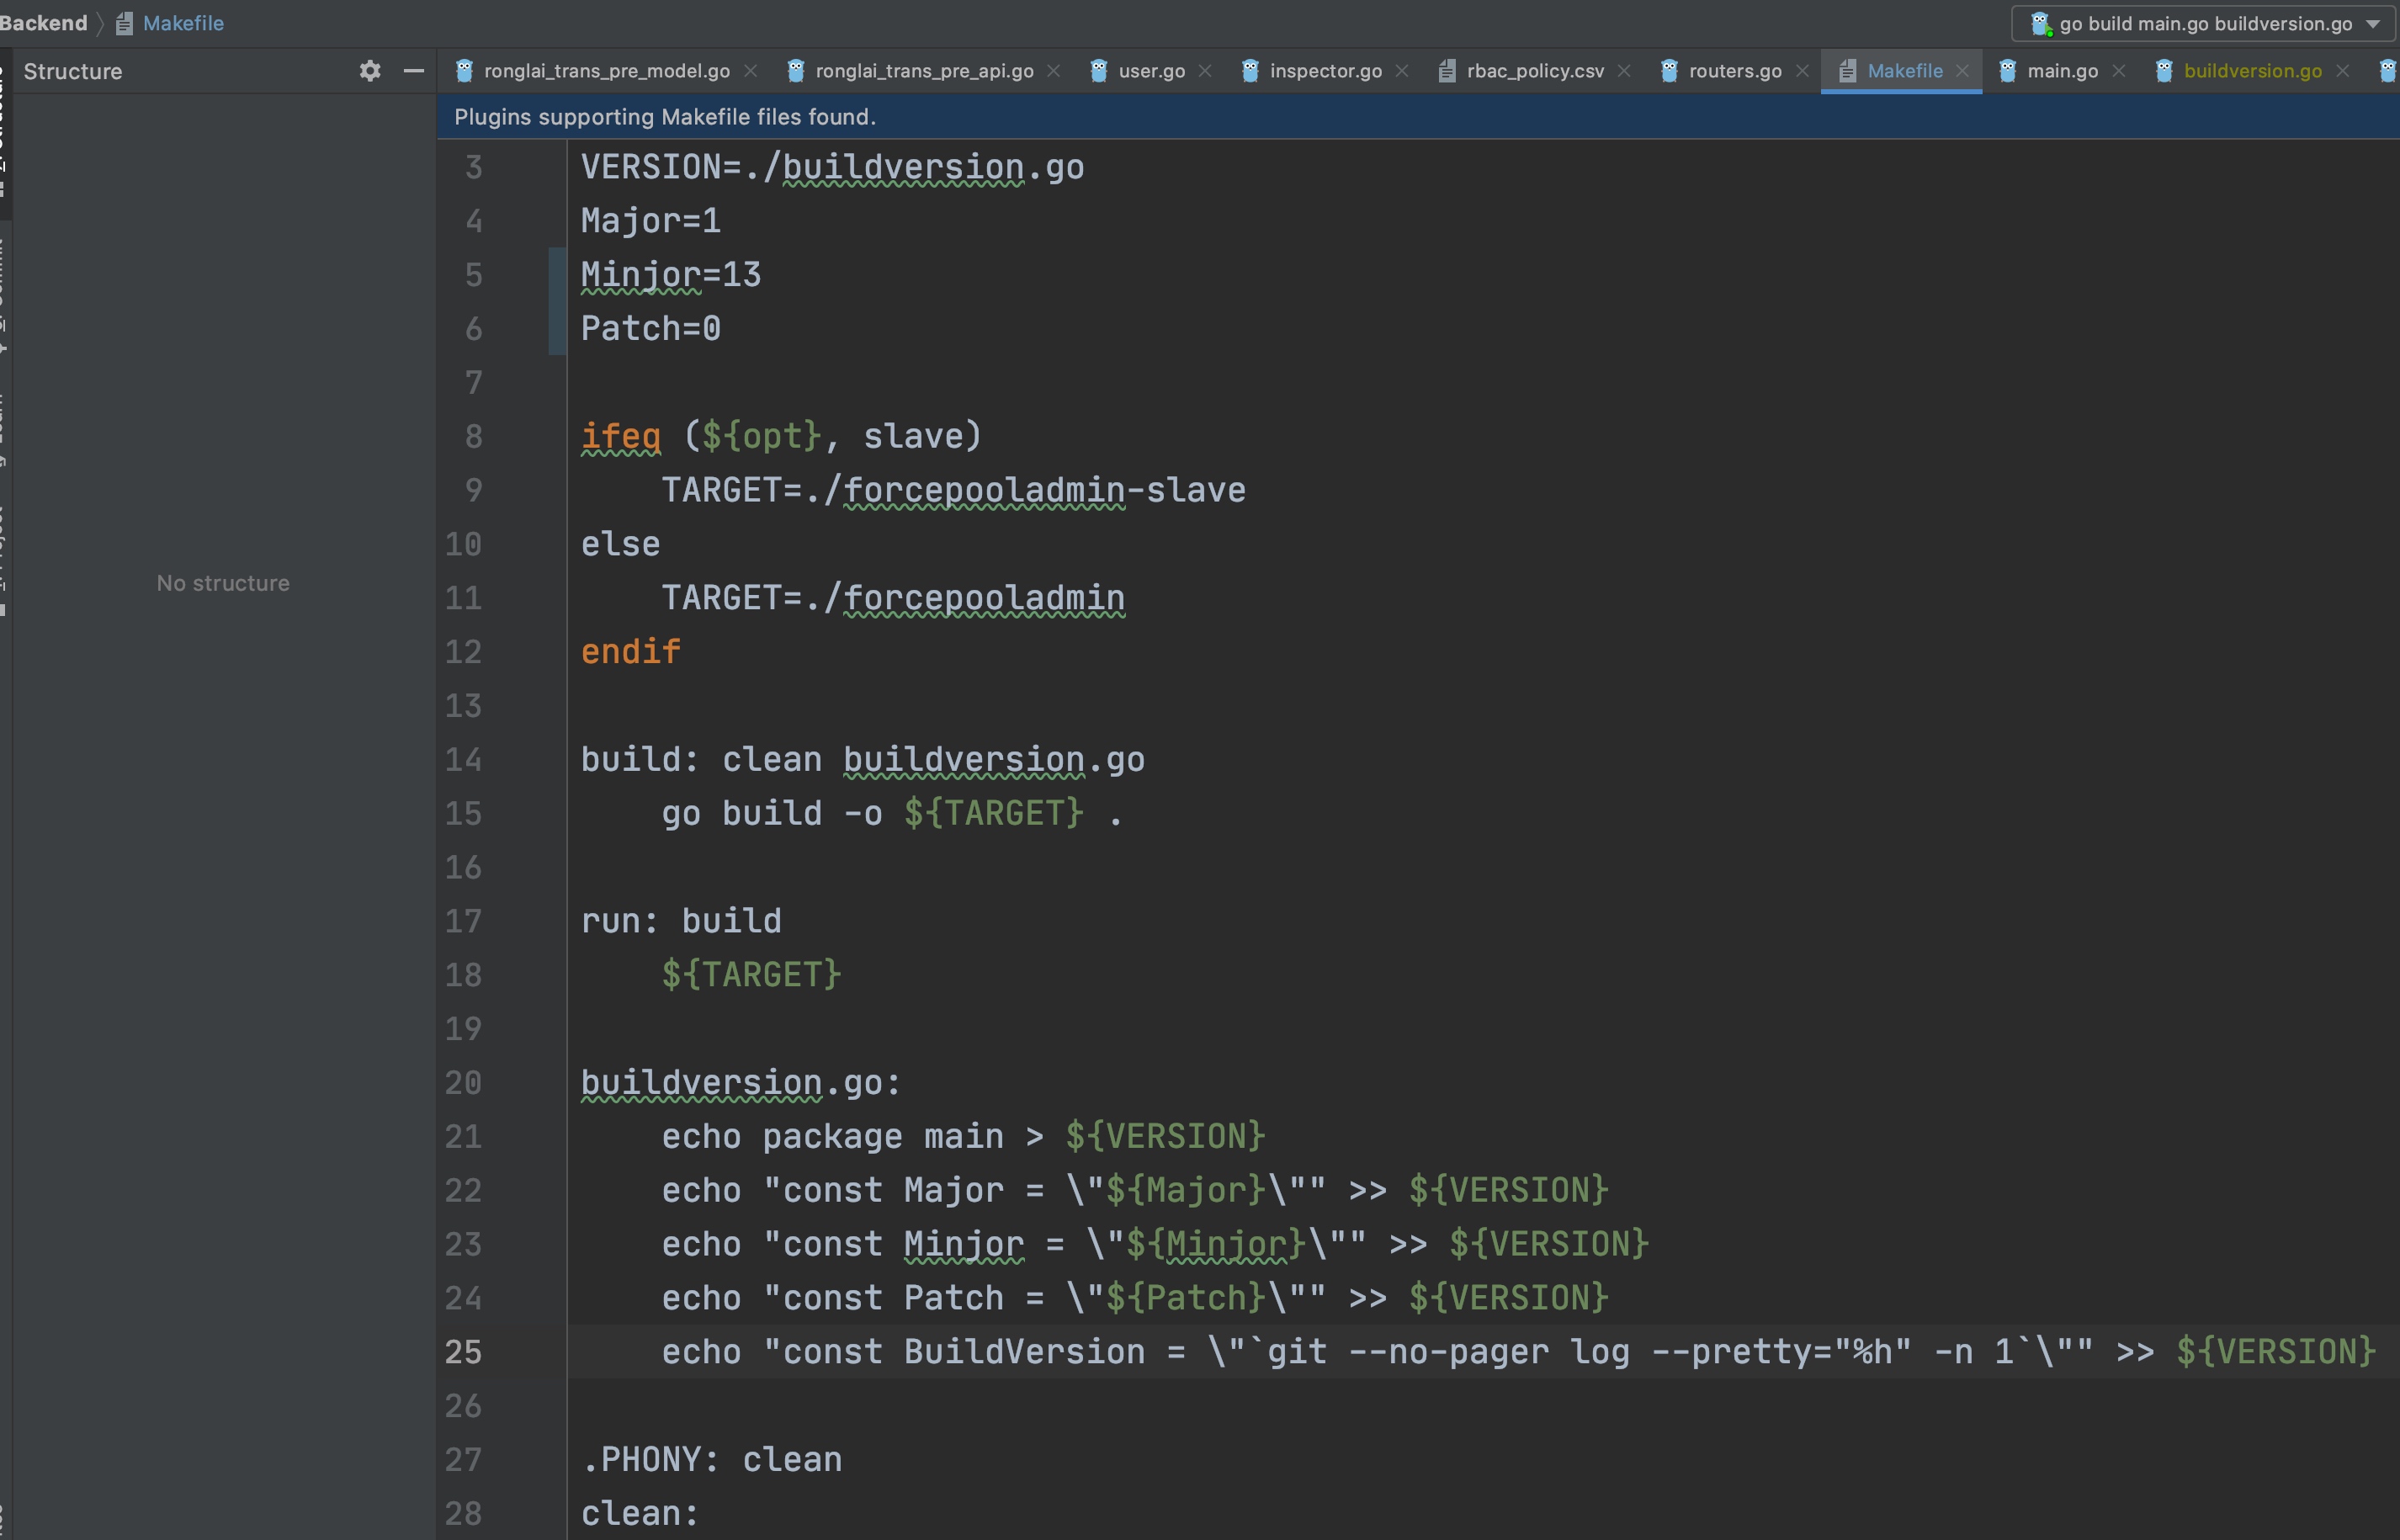 Backend Makefile go build main.go buildversion.go
Structure ronglai_trans_pre_model.go ronglai_trans_pre_api.go user.go inspector.go rbac_policy.csv routers.go Makefile main.go buildversion.go
Plugins supporting Makefile files found.
No structure
3 VERSION=./buildversion.go
4 Major=1
5 Minjor=13
6 Patch=0
7
8 ifeq (${opt}, slave)
9 TARGET=./forcepooladmin-slave
10 else
11 TARGET=./forcepooladmin
12 endif
13
14 build: clean buildversion.go
15 go build -o ${TARGET} .
16
17 run: build
18 ${TARGET}
19
20 buildversion.go:
21 echo package main > ${VERSION}
22 echo "const Major = \"${Major}\"" >> ${VERSION}
23 echo "const Minjor = \"${Minjor}\"" >> ${VERSION}
24 echo "const Patch = \"${Patch}\"" >> ${VERSION}
25 echo "const BuildVersion = \"`git --no-pager log --pretty="%h" -n 1`\"" >> ${VERSION}
26
27 .PHONY: clean
28 clean: